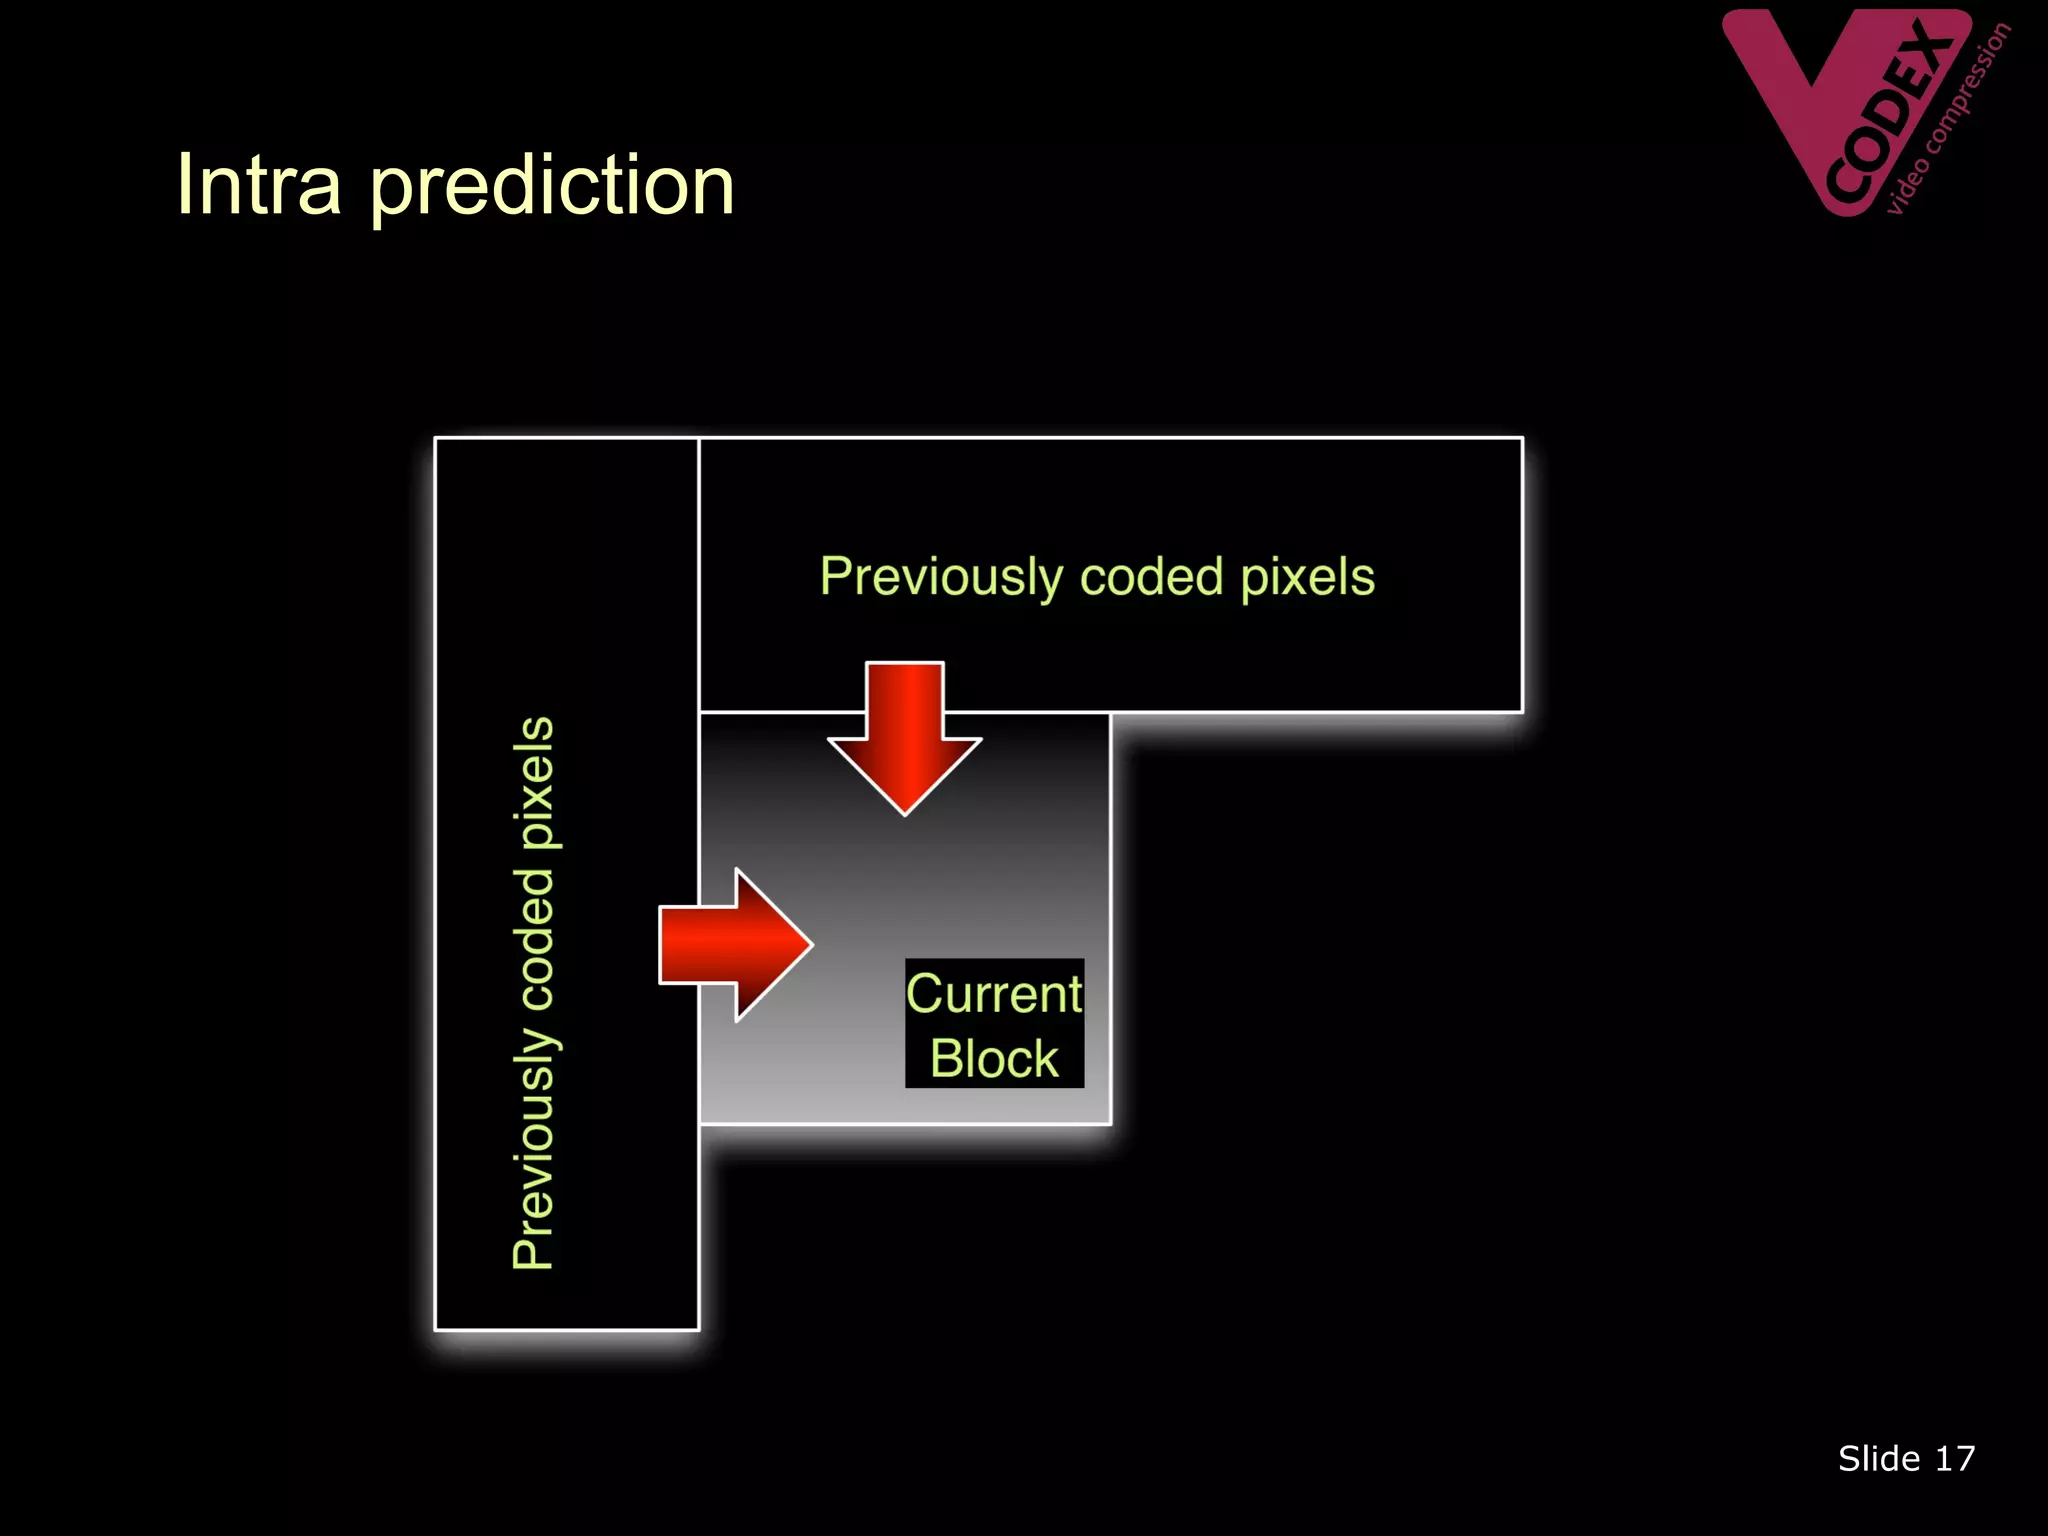 CODEX
video compression
Intra prediction
Previously coded pixels
Previously coded pixels
Current
Block
Slide 17